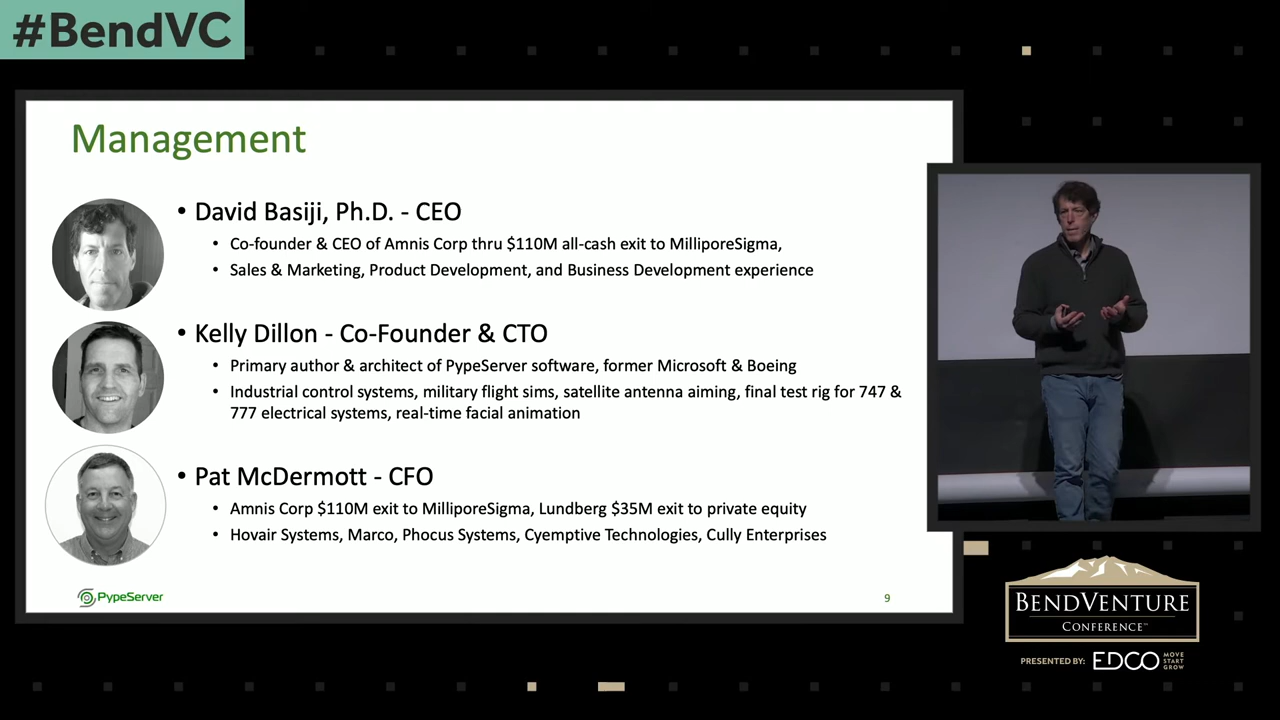 #BendVC
Management
• David Basiji, Ph.D. - CEO
• Co-founder & CEO of Amnis Corp thru $110M all-cash exit to MilliporeSigma,
• Sales & Marketing, Product Development, and Business Development experience
• Kelly Dillon - Co-Founder & CTO
• Primary author & architect of PypeServer software, former Microsoft & Boeing
• Industrial control systems, military flight sims, satellite antenna aiming, final test rig for 747 &
777 electrical systems, real-time facial animation
• Pat McDermott - CFO
• Amnis Corp $110M exit to MilliporeSigma, Lundberg $35M exit to private equity
• Hovair Systems, Marco, Phocus Systems, Cyemptive Technologies, Cully Enterprises
PypeServer
9
BENDVENTURE
CONFERENCE™
PRESENTED BY: EDCO MOVE
START
GROW